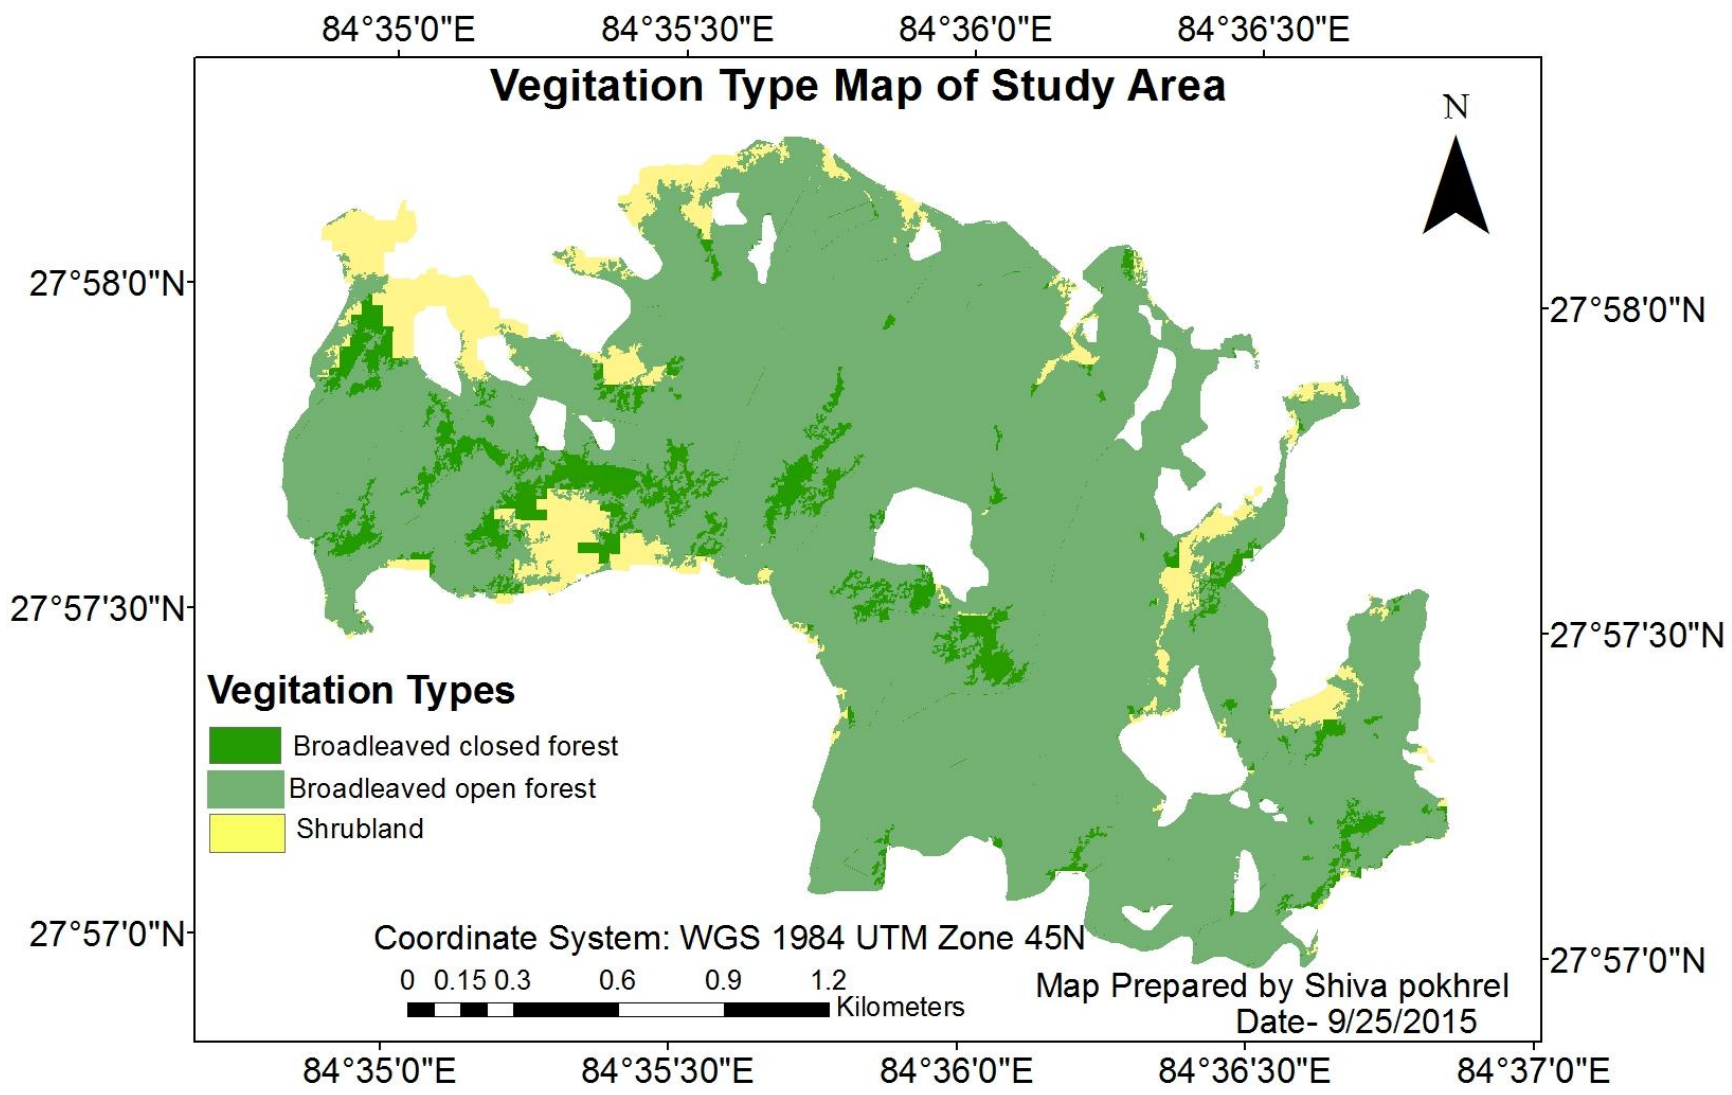 84°35'0"E 84°35'30"E 84°36'0"E 84°36'30"E
Vegitation Type Map of Study Area
N
27°58'0"N
27°58'0"N
27°57'30"N
27°57'30"N
Vegitation Types
Broadleaved closed forest
Broadleaved open forest
Shrubland
27°57'0"N
27°57'0"N
Coordinate System: WGS 1984 UTM Zone 45N
0 0.15 0.3 0.6 0.9 1.2
Kilometers
Map Prepared by Shiva pokhrel
Date- 9/25/2015
84°35'0"E 84°35'30"E 84°36'0"E 84°36'30"E 84°37'0"E